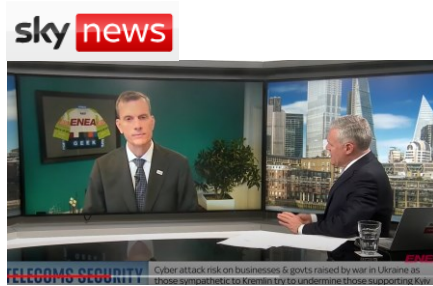 sky news
ENEA
GEEK
ENEA
TELECOMS SECURITY
Cyber attack risk on businesses & govts raised by war in Ukraine as
those sympathetic to Kremlin try to undermine those supporting Kyiv